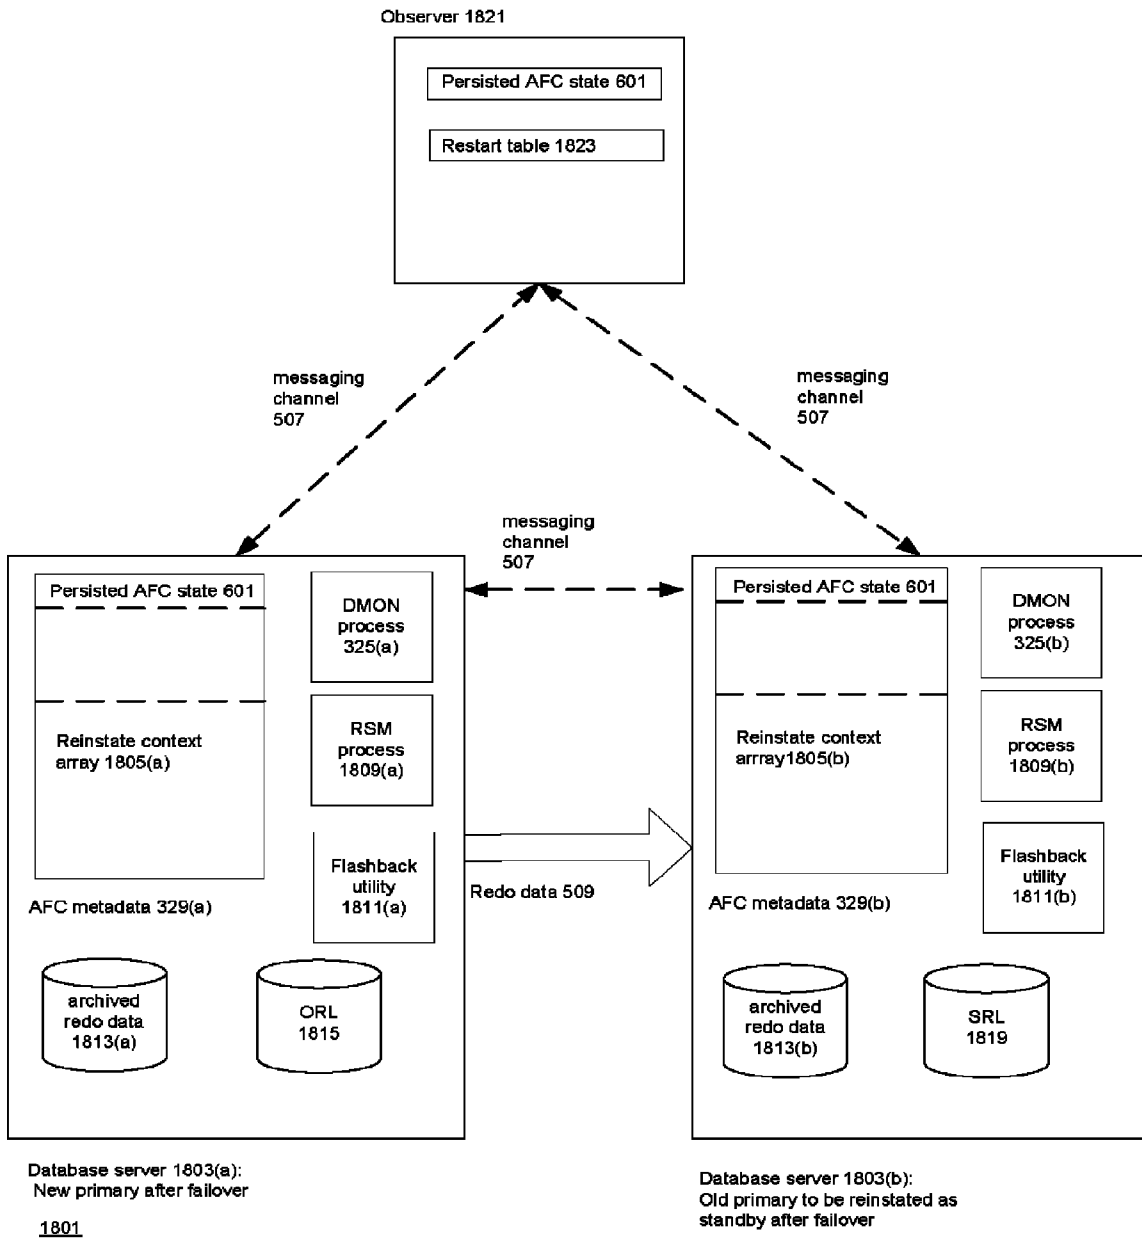 Observer 1821
Persisted AFC state 601
Restart table 1823
messaging
channel
507
messaging
channel
507
messaging
channel
507
Persisted AFC state 601
Reinstate context
array 1805(a)
AFC metadata 329(a)
DMON
process
325(a)
RSM
process
1809(a)
Flashback
utility
1811(a)
archived
redo data
1813(a)
ORL
1815
Redo data 509
Persisted AFC state 601
Reinstate context
arrray1805(b)
AFC metadata 329(b)
DMON
process
325(b)
RSM
process
1809(b)
Flashback
utility
1811(b)
archived
redo data
1813(b)
SRL
1819
Database server 1803(a):
New primary after failover
1801
Database server 1803(b):
Old primary to be reinstated as
standby after failover